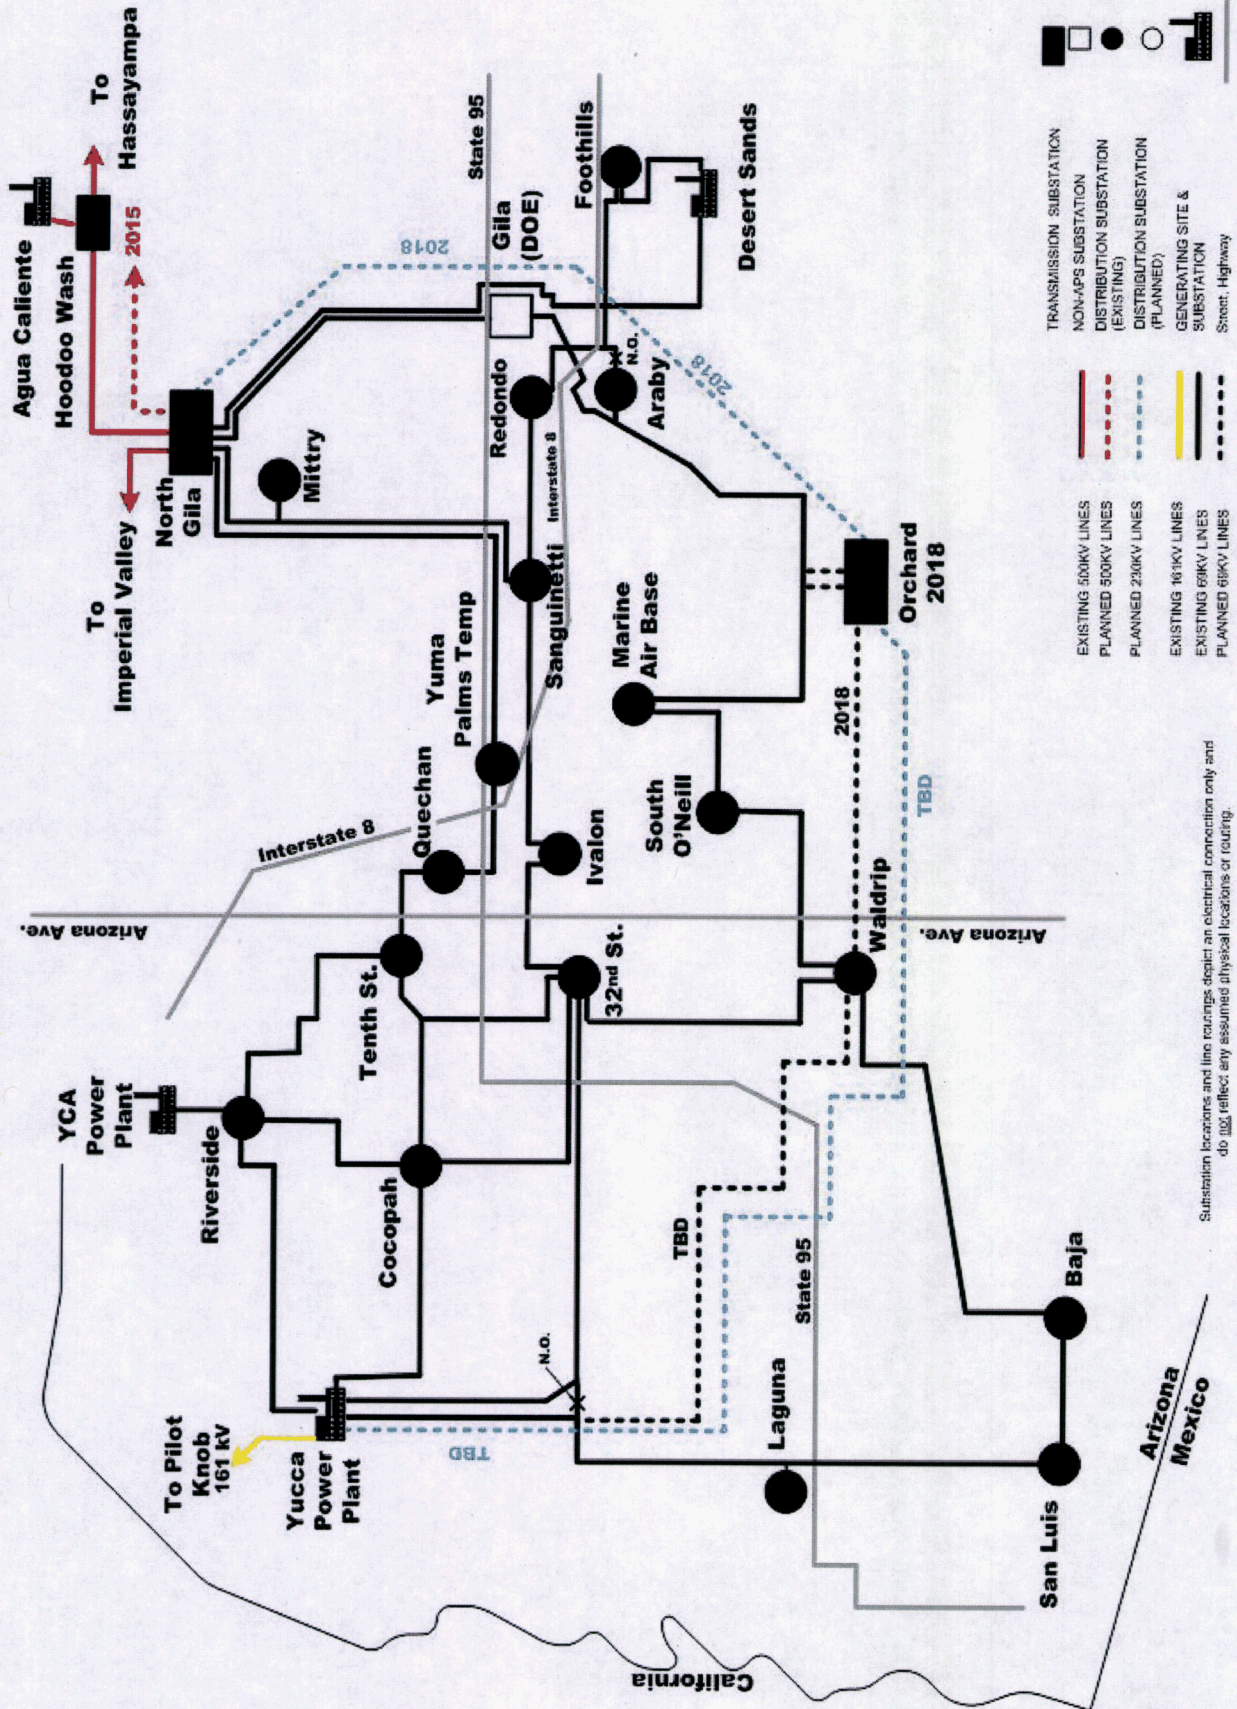 Agua Caliente
Hoodoo Wash
To
Hassayampa
2015
To
Imperial Valley
North
Gila
Mittry
2018
State 95
Gila
(DOE)
Foothills
Desert Sands
Redondo
Interstate 8
N.O.
Araby
2018
Sanguinetti
Yuma
Palms Temp
Quechan
Interstate 8
Ivalon
Marine
Air Base
South
O'Neill
Orchard
2018
2018
TBD
Arizona Ave.
Arizona Ave.
Waldrip
Tenth St.
32nd St.
YCA
Power
Plant
Riverside
Cocopah
To Pilot
Knob
161 kV
Yucca
Power
Plant
N.O.
TBD
TBD
State 95
Laguna
San Luis
Baja
Arizona
Mexico
California
TRANSMISSION SUBSTATION
NON-APS SUBSTATION
DISTRIBUTION SUBSTATION
(EXISTING)
DISTRIBUTION SUBSTATION
(PLANNED)
GENERATING SITE &
SUBSTATION
Street, Highway
EXISTING 500KV LINES
PLANNED 500KV LINES
PLANNED 230KV LINES
EXISTING 161KV LINES
EXISTING 69KV LINES
PLANNED 69KV LINES
Substation locations and line routings depict an electrical connection only and
do not reflect any assumed physical locations or routing.